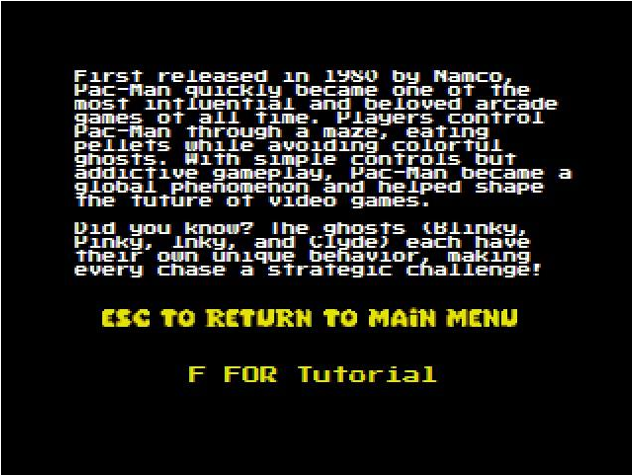 First released in 1980 by Namco,
Pac-Man quickly became one of the
most influential and beloved arcade
games of all time. Players control
Pac-Man through a maze, eating
pellets while avoiding colorful
ghosts. With simple controls but
addictive gameplay, Pac-Man became a
global phenomenon and helped shape
the future of video games.
Did you know? The ghosts (Blinky,
Pinky, Inky, and Clyde) each have
their own unique behavior, making
every chase a strategic challenge!
ESC TO RETURN TO MAiN MENU
F FOR Tutorial